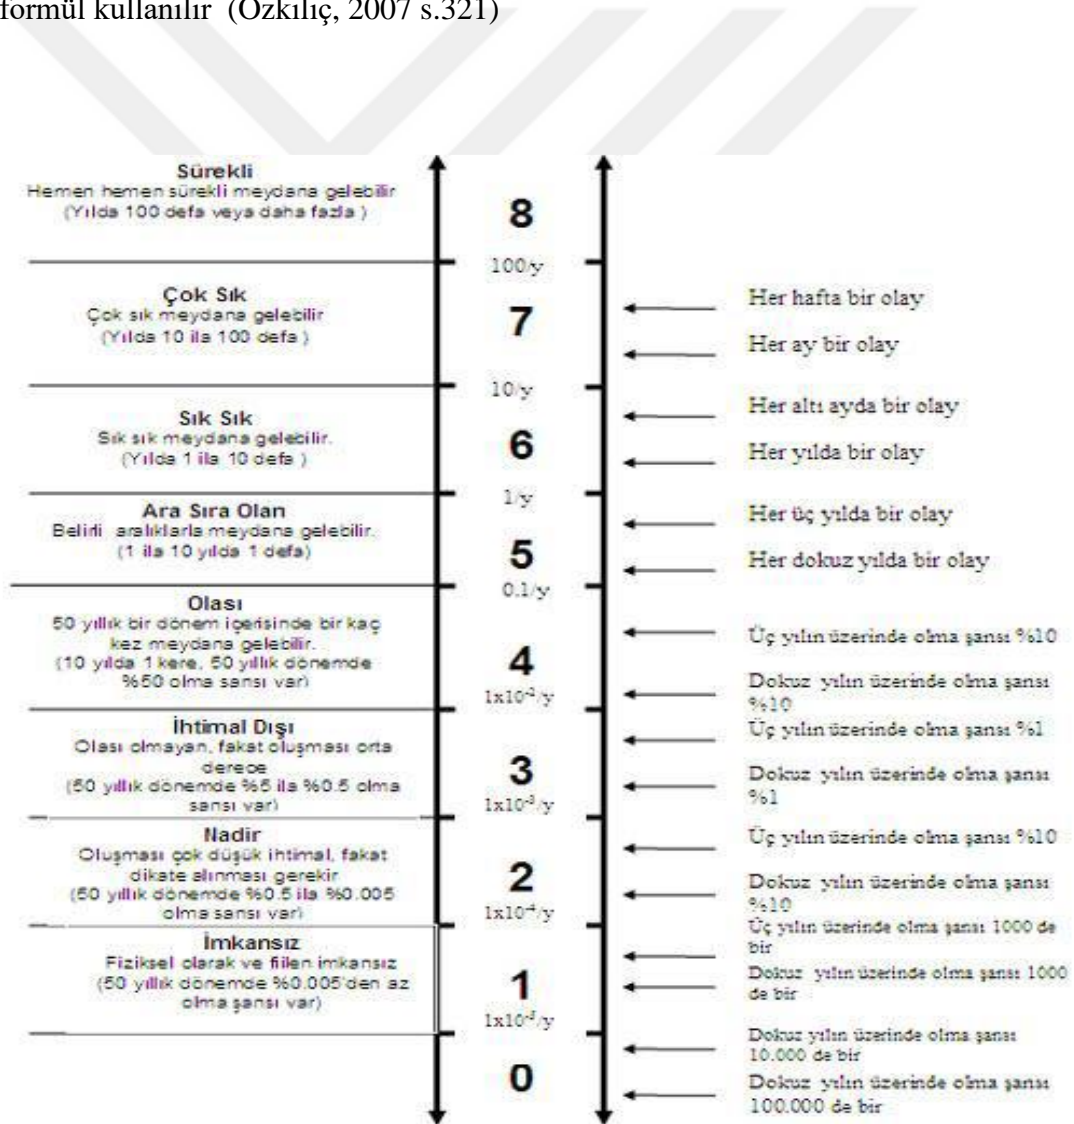 formül kullanılır (Özkılıç, 2007 s.321)
Sürekli
Hemen hemen sürekli meydana gelebilir
(Yılda 100 defa veya daha fazla )
8
100/y
Çok Sık
Çok sık meydana gelebilir
(Yılda 10 ila 100 defa )
7
Her hafta bir olay
Her ay bir olay
10/y
Sık Sık
Sık sık meydana gelebilir.
(Yılda 1 ila 10 defa )
6
Her altı ayda bir olay
Her yılda bir olay
1/y
Ara Sıra Olan
Belirli aralıklarla meydana gelebilir.
(1 ila 10 yılda 1 defa)
5
Her üç yılda bir olay
Her dokuz yılda bir olay
0.1/y
Olası
50 yıllık bir dönem içerisinde bir kaç
kez meydana gelebilir.
(10 yılda 1 kere, 50 yıllık dönemde
%50 olma sansı var)
4
1x10⁻²/y
Üç yılın üzerinde olma şansı %10
Dokuz yılın üzerinde olma şansı
%10
İhtimal Dışı
Olası olmayan, fakat oluşması orta
derece
(50 yıllık dönemde %5 ila %0.5 olma
sansı var)
3
1x10⁻³/y
Üç yılın üzerinde olma şansı %1
Dokuz yılın üzerinde olma şansı
%1
Nadir
Oluşması çok düşük ihtimal, fakat
dikate alınması gerekir
(50 yıllık dönemde %0.5 ila %0.005
olma sansı var)
2
1x10⁻⁴/y
Üç yılın üzerinde olma şansı %10
Dokuz yılın üzerinde olma şansı
%10
İmkansız
Fiziksel olarak ve fiilen imkansız
(50 yıllık dönemde %0.005'den az
olma şansı var)
1
1x10⁻⁵/y
Üç yılın üzerinde olma şansı 1000 de
bir
Dokuz yılın üzerinde olma şansı 1000
de bir
0
Dokuz yılın üzerinde olma şansı
10.000 de bir
Dokuz yılın üzerinde olma şansı
100.000 de bir